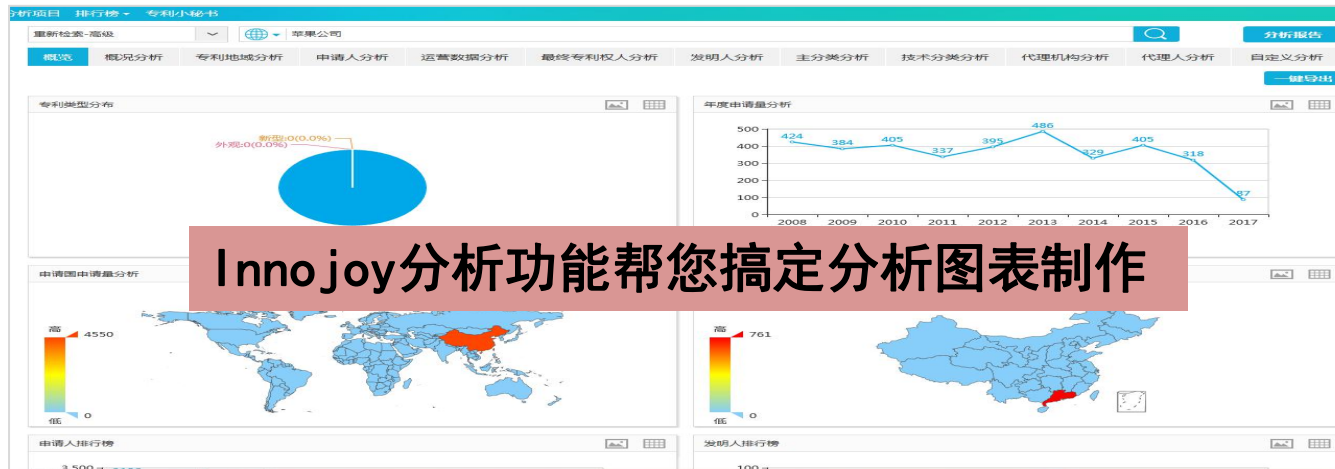 分析项目 排行榜 专利小秘书
重新检索-高级 苹果公司 分析报告
概览 概况分析 专利地域分析 申请人分析 运营数据分析 最终专利权人分析 发明人分析 主分类分析 技术分类分析 代理机构分析 代理人分析 自定义分析
一键导出
专利类型分布
新型:0(0.0%)
外观:0(0.0%)
年度申请量分析
500
400
300
200
100
0
424 384 405 337 395 486 329 405 318 87
2008 2009 2010 2011 2012 2013 2014 2015 2016 2017
Innojoy分析功能帮您搞定分析图表制作
申请国申请量分析
高 4550
低 0
高 761
低 0
申请人排行榜
3,500
发明人排行榜
100